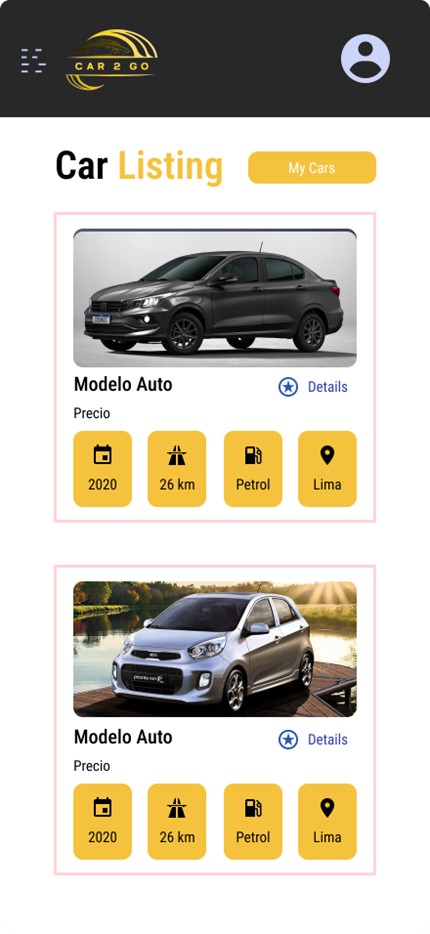 CAR 2 GO
Car Listing
My Cars
Modelo Auto
Details
Precio
2020
26 km
Petrol
Lima
Modelo Auto
Details
Precio
2020
26 km
Petrol
Lima